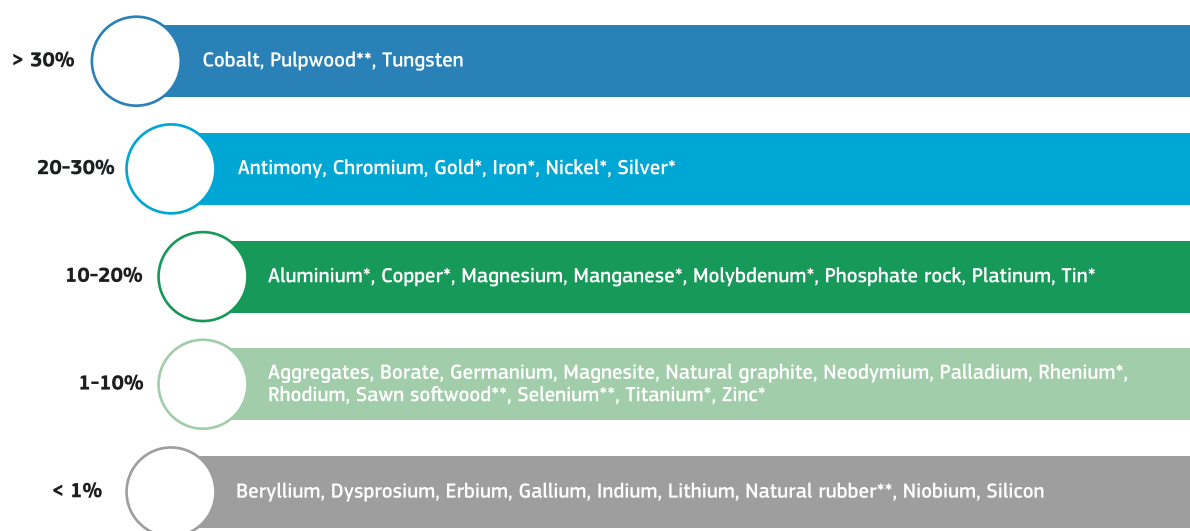 > 30%
Cobalt, Pulpwood**, Tungsten
20-30%
Antimony, Chromium, Gold*, Iron*, Nickel*, Silver*
10-20%
Aluminium*, Copper*, Magnesium, Manganese*, Molybdenum*, Phosphate rock, Platinum, Tin*
1-10%
Aggregates, Borate, Germanium, Magnesite, Natural graphite, Neodymium, Palladium, Rhenium*,
Rhodium, Sawn softwood**, Selenium**, Titanium*, Zinc*
< 1%
Beryllium, Dysprosium, Erbium, Gallium, Indium, Lithium, Natural rubber**, Niobium, Silicon